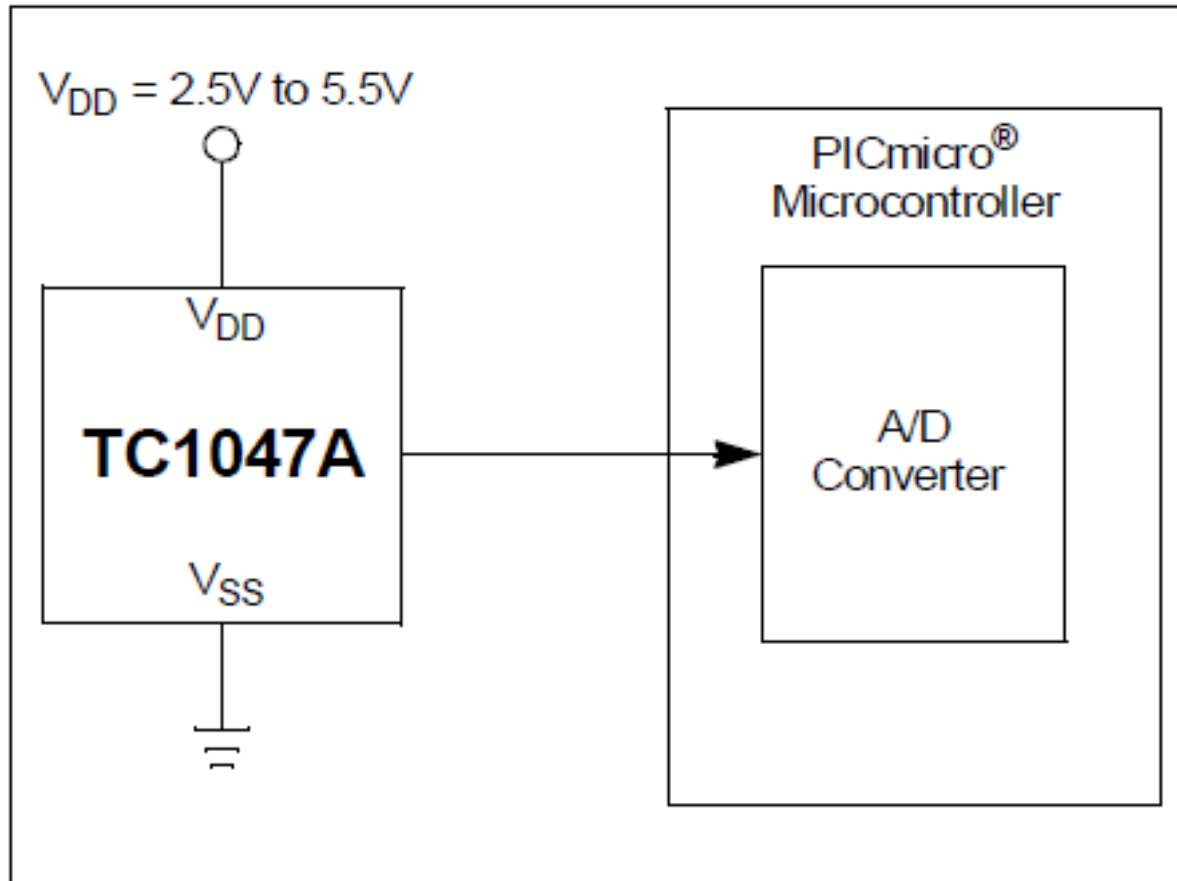 VDD = 2.5V to 5.5V
PICmicro®
Microcontroller
VDD
TC1047A
VSS
A/D
Converter